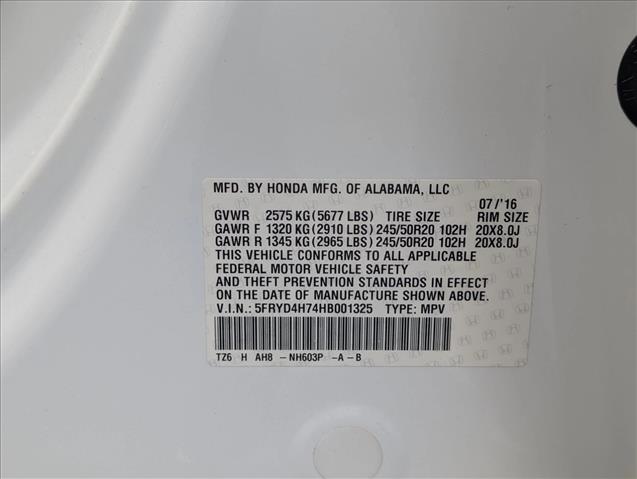 MFD. BY HONDA MFG. OF ALABAMA, LLC
07/'16
GVWR 2575 KG (5677 LBS) TIRE SIZE RIM SIZE
GAWR F 1320 KG (2910 LBS) 245/50R20 102H 20X8.0J
GAWR R 1345 KG (2965 LBS) 245/50R20 102H 20X8.0J
THIS VEHICLE CONFORMS TO ALL APPLICABLE
FEDERAL MOTOR VEHICLE SAFETY
AND THEFT PREVENTION STANDARDS IN EFFECT
ON THE DATE OF MANUFACTURE SHOWN ABOVE.
V.I.N.: 5FRYD4H74HB001325 TYPE: MPV
TZ6 H AH8 -NH603P -A-B